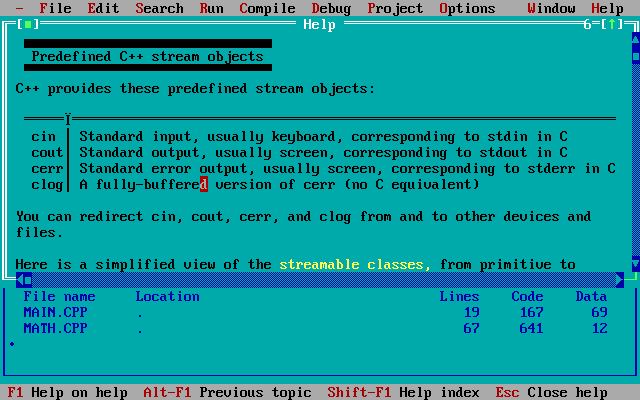 - File Edit Search Run Compile Debug Project Options Window Help
[■] Help 6=[↑]
Predefined C++ stream objects
C++ provides these predefined stream objects:
cin Standard input, usually keyboard, corresponding to stdin in C
cout Standard output, usually screen, corresponding to stdout in C
cerr Standard error output, usually screen, corresponding to stderr in C
clog A fully-buffered version of cerr (no C equivalent)
You can redirect cin, cout, cerr, and clog from and to other devices and
files.
Here is a simplified view of the streamable classes, from primitive to
File name Location Lines Code Data
MAIN.CPP . 19 167 69
MATH.CPP . 67 641 12
F1 Help on help Alt-F1 Previous topic Shift-F1 Help index Esc Close help